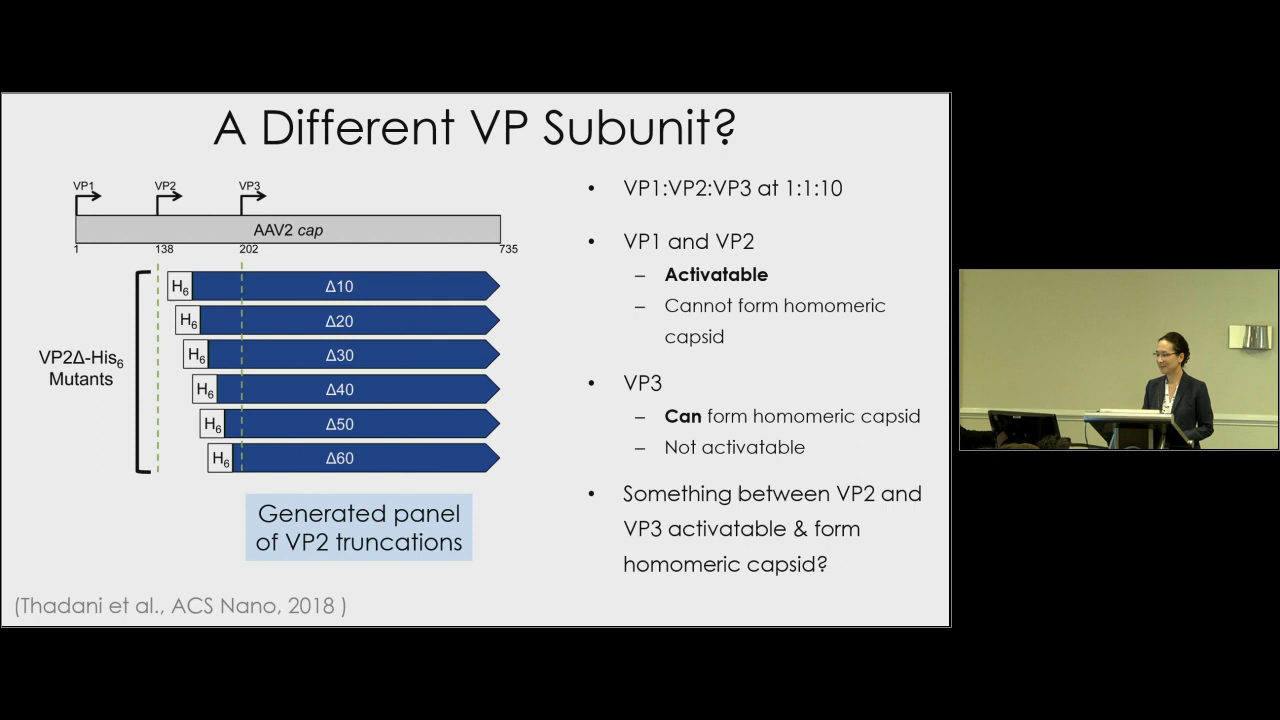 A Different VP Subunit?
VP1
VP2
VP3
AAV2 cap
1
138
202
735
H6
Δ10
H6
Δ20
H6
Δ30
H6
Δ40
H6
Δ50
H6
Δ60
VP2Δ-His6
Mutants
Generated panel
of VP2 truncations
(Thadani et al., ACS Nano, 2018 )
• VP1:VP2:VP3 at 1:1:10
• VP1 and VP2
– Activatable
– Cannot form homomeric
capsid
• VP3
– Can form homomeric capsid
– Not activatable
• Something between VP2 and
VP3 activatable & form
homomeric capsid?